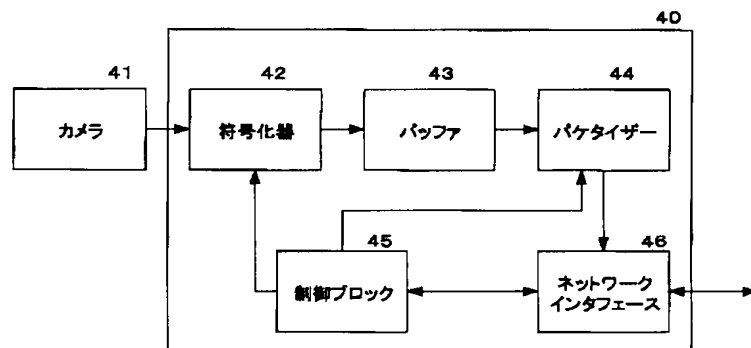 40
41
42
43
44
カメラ
符号化器
バッファ
パケタイザー
45
46
制御ブロック
ネットワーク
インタフェース